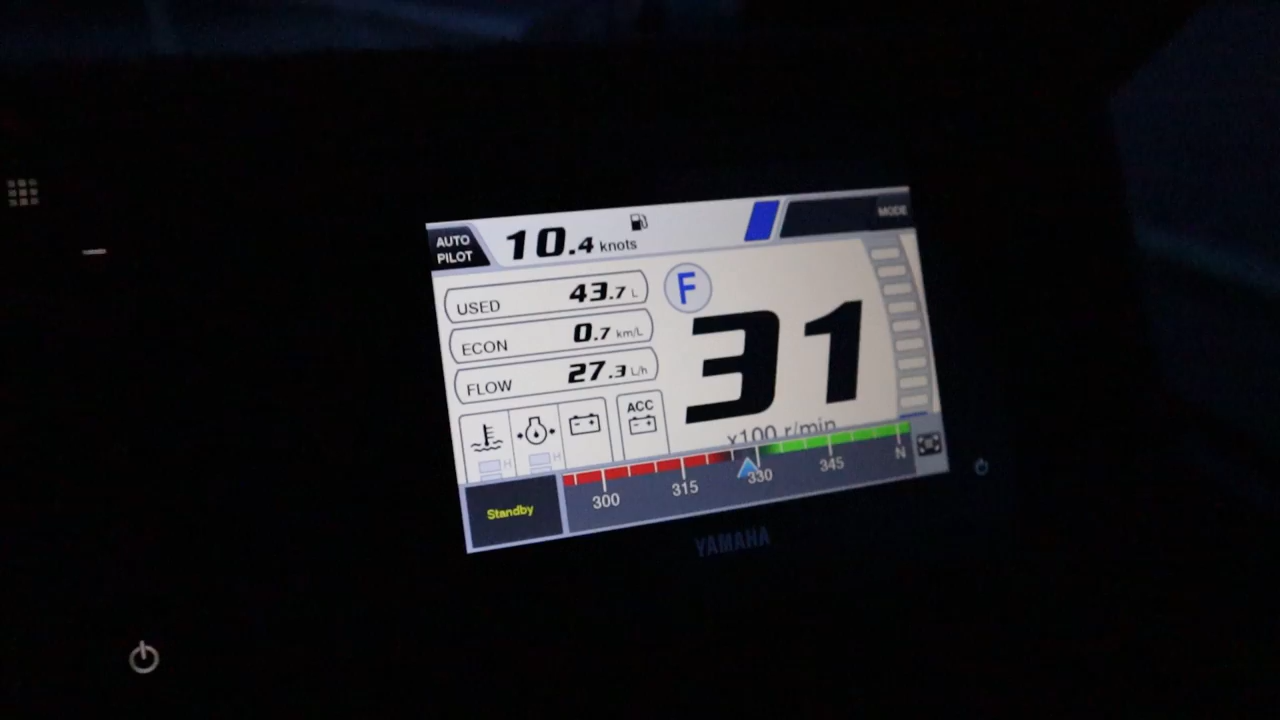 AUTO
PILOT
10.4 knots
MODE
USED 43.7 L
F
ECON 0.7 km/L
FLOW 27.3 L/h
31
x100 r/min
ACC
H
H
Standby
300 315 330 345 N
YAMAHA